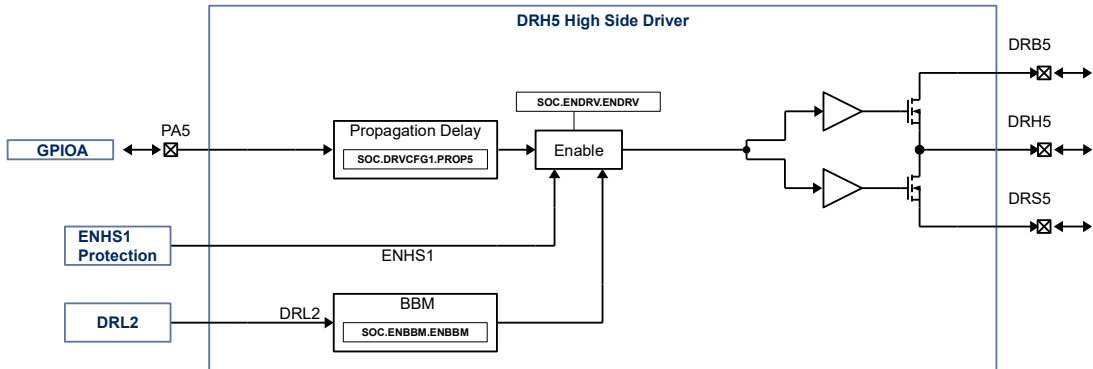 DRH5 High Side Driver
DRB5
SOC.ENDRV.ENDRV
PA5
Propagation Delay
DRH5
GPIOA
SOC.DRVCFG1.PROP5
Enable
DRS5
ENHS1
Protection
ENHS1
DRL2
BBM
DRL2
SOC.ENBBM.ENBBM